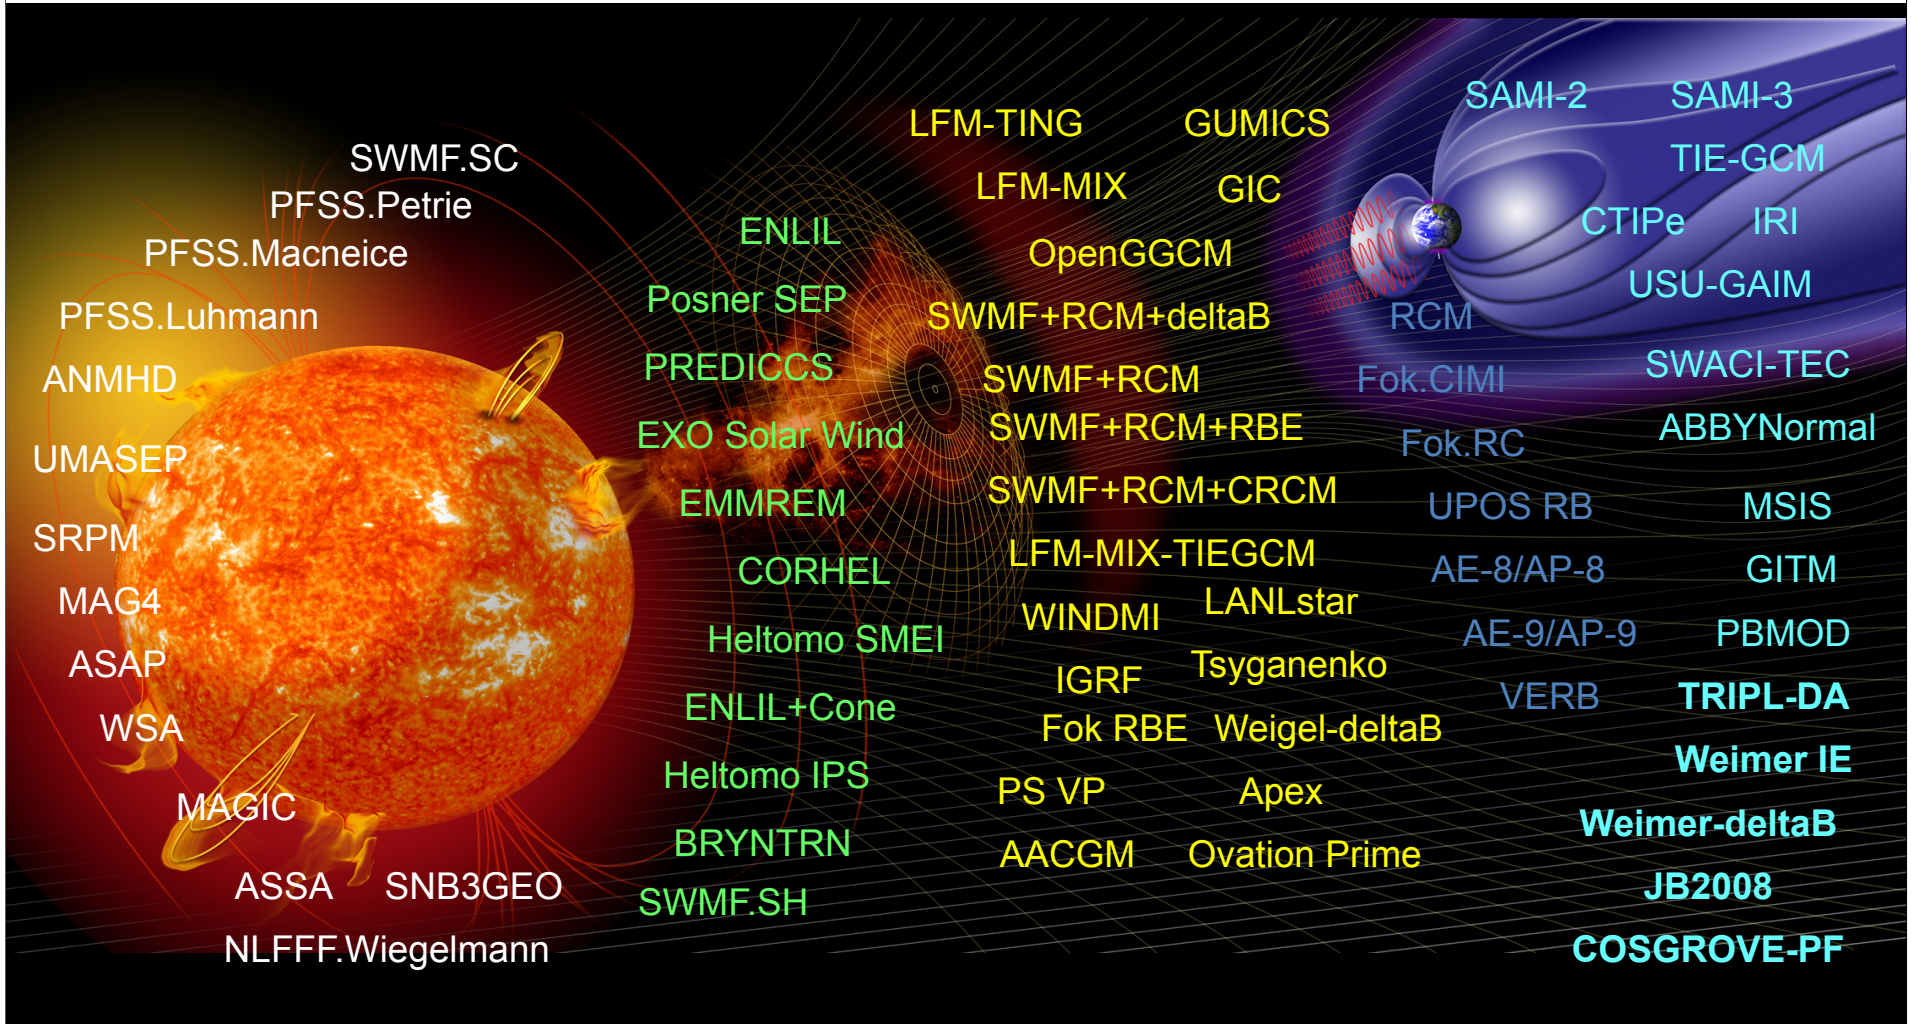 SWMF.SC
PFSS.Petrie
PFSS.Macneice
PFSS.Luhmann
ANMHD
UMASEP
SRPM
MAG4
ASAP
WSA
MAGIC
ASSA
SNB3GEO
NLFFF.Wiegelmann
ENLIL
Posner SEP
PREDICCS
EXO Solar Wind
EMMREM
CORHEL
Heltomo SMEI
ENLIL+Cone
Heltomo IPS
BRYNTRN
SWMF.SH
LFM-TING
GUMICS
LFM-MIX
GIC
OpenGGCM
SWMF+RCM+deltaB
SWMF+RCM
SWMF+RCM+RBE
SWMF+RCM+CRCM
LFM-MIX-TIEGCM
LANLstar
WINDMI
Tsyganenko
IGRF
Fok RBE
Weigel-deltaB
PS VP
Apex
AACGM
Ovation Prime
RCM
Fok.CIMI
Fok.RC
UPOS RB
AE-8/AP-8
AE-9/AP-9
VERB
SAMI-2
SAMI-3
TIE-GCM
CTIPe
IRI
USU-GAIM
SWACI-TEC
ABBYNormal
MSIS
GITM
PBMOD
TRIPL-DA
Weimer IE
Weimer-deltaB
JB2008
COSGROVE-PF